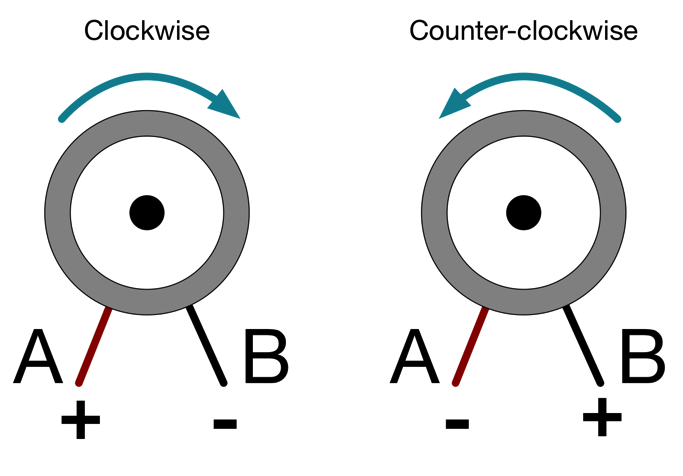 Clockwise
Counter-clockwise
A B
+ -
A B
- +